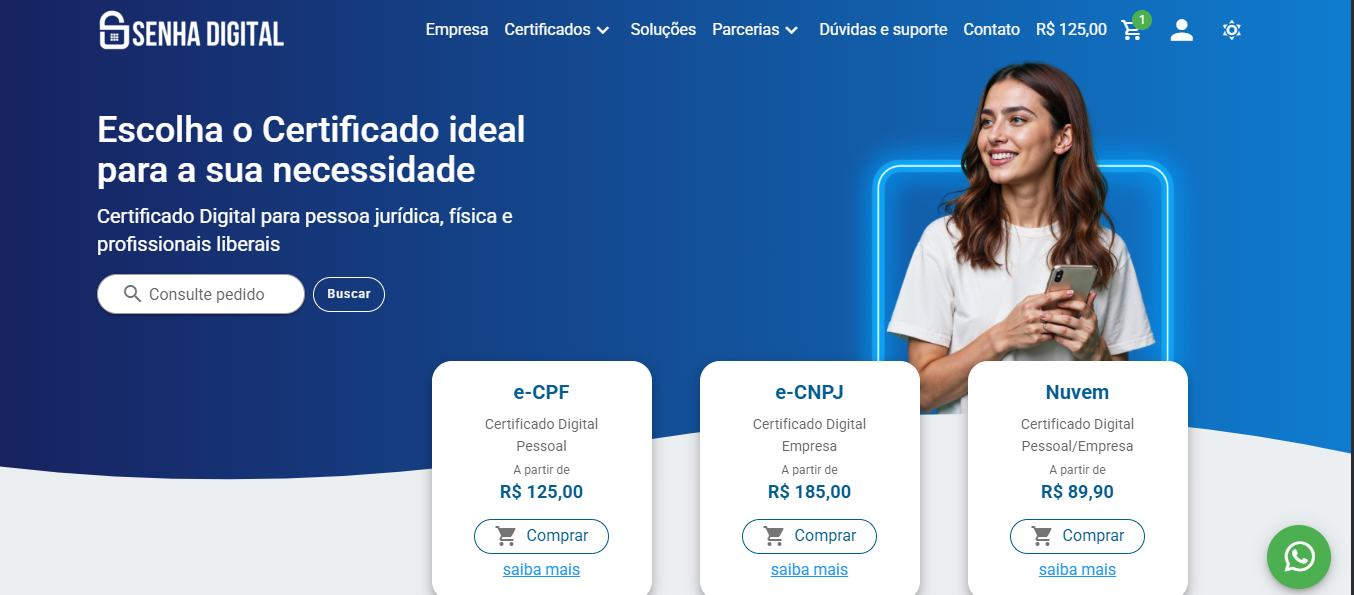 SENHA DIGITAL
Empresa Certificados Soluções Parcerias Dúvidas e suporte Contato R$ 125,00 1
Escolha o Certificado ideal
para a sua necessidade
Certificado Digital para pessoa jurídica, física e
profissionais liberais
Consulte pedido Buscar
e-CPF
Certificado Digital
Pessoal
A partir de
R$ 125,00
Comprar
saiba mais
e-CNPJ
Certificado Digital
Empresa
A partir de
R$ 185,00
Comprar
saiba mais
Nuvem
Certificado Digital
Pessoal/Empresa
A partir de
R$ 89,90
Comprar
saiba mais